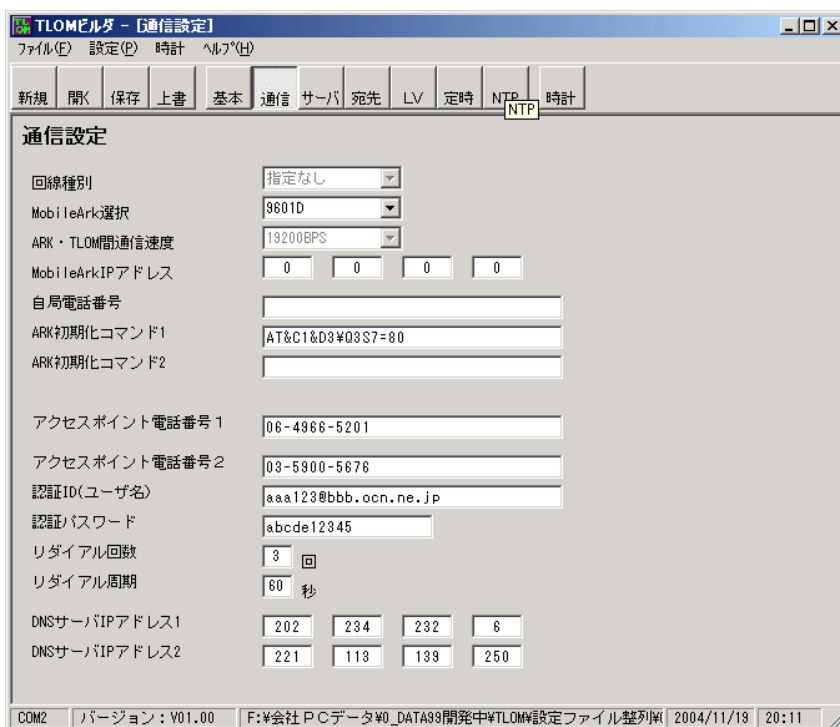 TLOMビルダ - [通信設定]
ファイル(F) 設定(P) 時計 ヘルプ(H)
新規 開く 保存 上書 基本 通信 サーバ 宛先 LV 定時 NTP 時計
NTP
通信設定
回線種別 指定なし
MobileArk選択 9601D
ARK・TLOM間通信速度 19200BPS
MobileArkIPアドレス 0 0 0 0
自局電話番号
ARK初期化コマンド1 AT&C1&D3¥Q3S7=80
ARK初期化コマンド2
アクセスポイント電話番号1 06-4966-5201
アクセスポイント電話番号2 03-5900-5676
認証ID(ユーザ名) aaa123@bbb.ocn.ne.jp
認証パスワード abcde12345
リダイアル回数 3 回
リダイアル周期 60 秒
DNSサーバIPアドレス1 202 234 232 6
DNSサーバIPアドレス2 221 113 139 250
COM2 バージョン:V01.00 F:¥会社PCデータ¥0_DATA99開発中¥TLOM¥設定ファイル整列¥( 2004/11/19 20:11